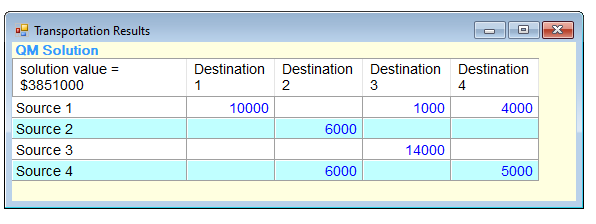 Transportation Results
QM Solution
solution value = $3851000 Destination 1 Destination 2 Destination 3 Destination 4
Source 1 10000 1000 4000
Source 2 6000
Source 3 14000
Source 4 6000 5000